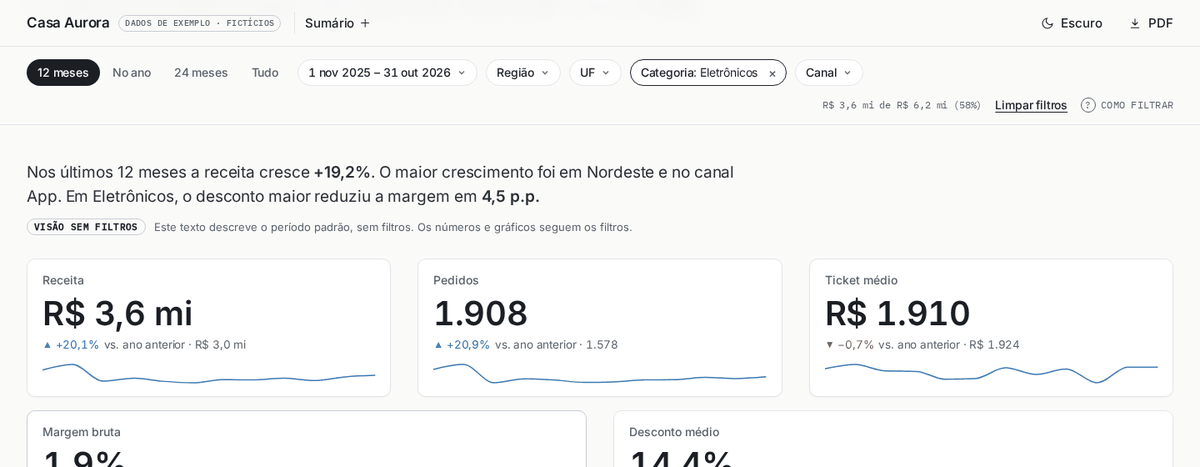 Casa Aurora
DADOS DE EXEMPLO · FICTÍCIOS
Sumário +
Escuro
PDF
12 meses
No ano
24 meses
Tudo
1 nov 2025 – 31 out 2026
Região
UF
Categoria: Eletrônicos ×
Canal
R$ 3,6 mi de R$ 6,2 mi (58%)
Limpar filtros
? COMO FILTRAR
Nos últimos 12 meses a receita cresce +19,2%. O maior crescimento foi em Nordeste e no canal
App. Em Eletrônicos, o desconto maior reduziu a margem em 4,5 p.p.
VISÃO SEM FILTROS
Este texto descreve o período padrão, sem filtros. Os números e gráficos seguem os filtros.
Receita
R$ 3,6 mi
▲ +20,1% vs. ano anterior · R$ 3,0 mi
Pedidos
1.908
▲ +20,9% vs. ano anterior · 1.578
Ticket médio
R$ 1.910
▼ −0,7% vs. ano anterior · R$ 1.924
Margem bruta
1,9%
Desconto médio
14,4%